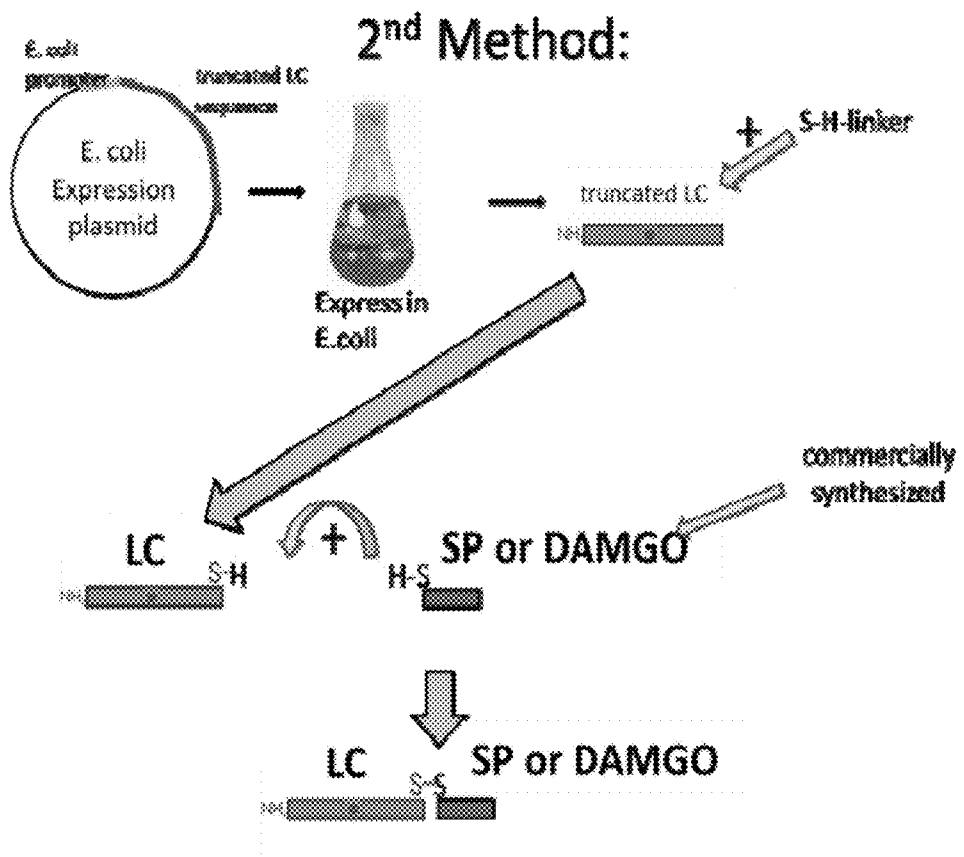 2nd Method:
E. coli
promoter
truncated LC
sequence
E. coli
Expression
plasmid
Express in
E.coli
+
S-H-linker
truncated LC
commercially
synthesized
LC
S-H
+
H-S
SP or DAMGO
LC
S-S
SP or DAMGO